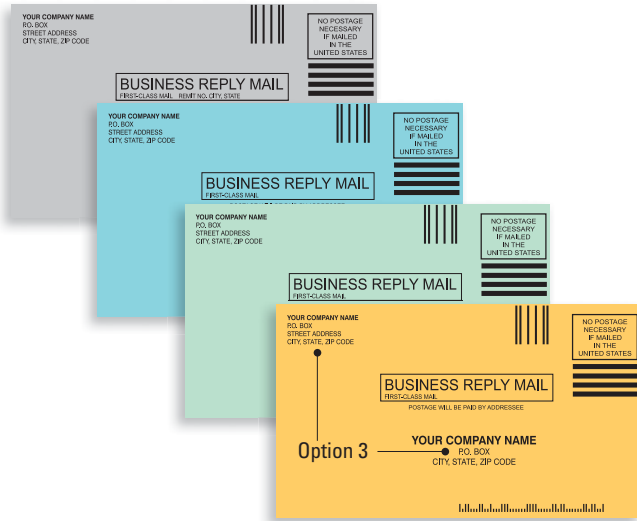 YOUR COMPANY NAME
P.O. BOX
STREET ADDRESS
CITY, STATE, ZIP CODE
NO POSTAGE
NECESSARY
IF MAILED
IN THE
UNITED STATES
BUSINESS REPLY MAIL
FIRST-CLASS MAIL REMIT NO. CITY, STATE
YOUR COMPANY NAME
P.O. BOX
STREET ADDRESS
CITY, STATE, ZIP CODE
NO POSTAGE
NECESSARY
IF MAILED
IN THE
UNITED STATES
BUSINESS REPLY MAIL
FIRST-CLASS MAIL
YOUR COMPANY NAME
P.O. BOX
STREET ADDRESS
CITY, STATE, ZIP CODE
NO POSTAGE
NECESSARY
IF MAILED
IN THE
UNITED STATES
BUSINESS REPLY MAIL
FIRST-CLASS MAIL
YOUR COMPANY NAME
P.O. BOX
STREET ADDRESS
CITY, STATE, ZIP CODE
NO POSTAGE
NECESSARY
IF MAILED
IN THE
UNITED STATES
BUSINESS REPLY MAIL
FIRST-CLASS MAIL
POSTAGE WILL BE PAID BY ADDRESSEE
Option 3
YOUR COMPANY NAME
P.O. BOX
CITY, STATE, ZIP CODE